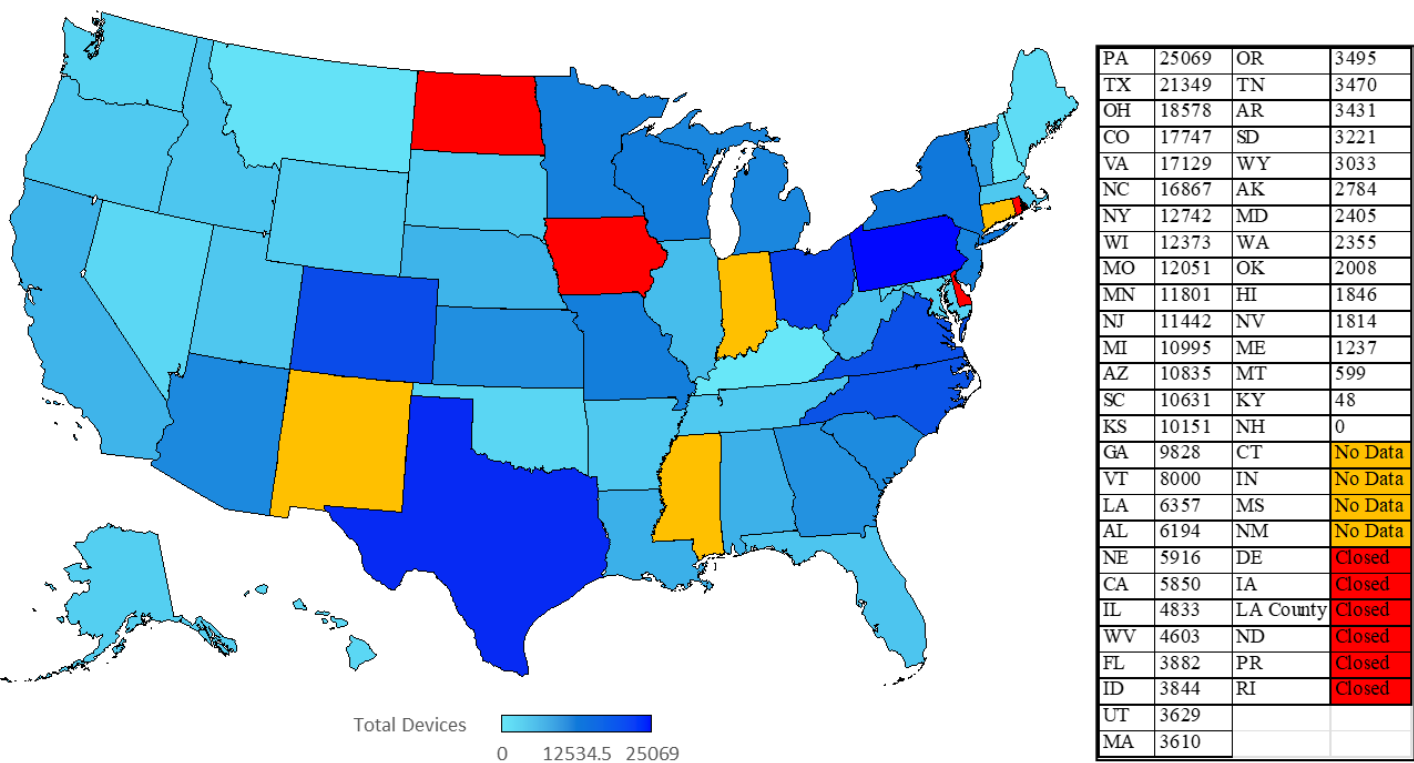 PA 25069 OR 3495
TX 21349 TN 3470
OH 18578 AR 3431
CO 17747 SD 3221
VA 17129 WY 3033
NC 16867 AK 2784
NY 12742 MD 2405
WI 12373 WA 2355
MO 12051 OK 2008
MN 11801 HI 1846
NJ 11442 NV 1814
MI 10995 ME 1237
AZ 10835 MT 599
SC 10631 KY 48
KS 10151 NH 0
GA 9828 CT No Data
VT 8000 IN No Data
LA 6357 MS No Data
AL 6194 NM No Data
NE 5916 DE Closed
CA 5850 IA Closed
IL 4833 LA County Closed
WV 4603 ND Closed
FL 3882 PR Closed
ID 3844 RI Closed
UT 3629
MA 3610
Total Devices
0 12534.5 25069